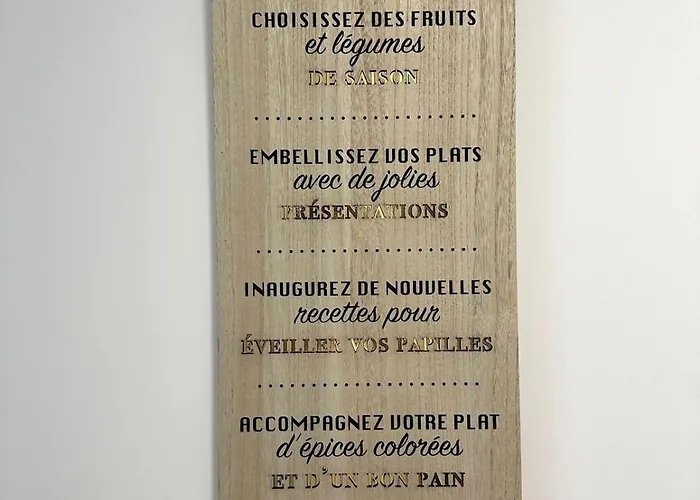 CHOISISSEZ DES FRUITS
et légumes
DE SAISON
EMBELLISSEZ VOS PLATS
avec de jolies
PRÉSENTATIONS
INAUGUREZ DE NOUVELLES
recettes pour
ÉVEILLER VOS PAPILLES
ACCOMPAGNEZ VOTRE PLAT
d'épices colorées
ET D'UN BON PAIN